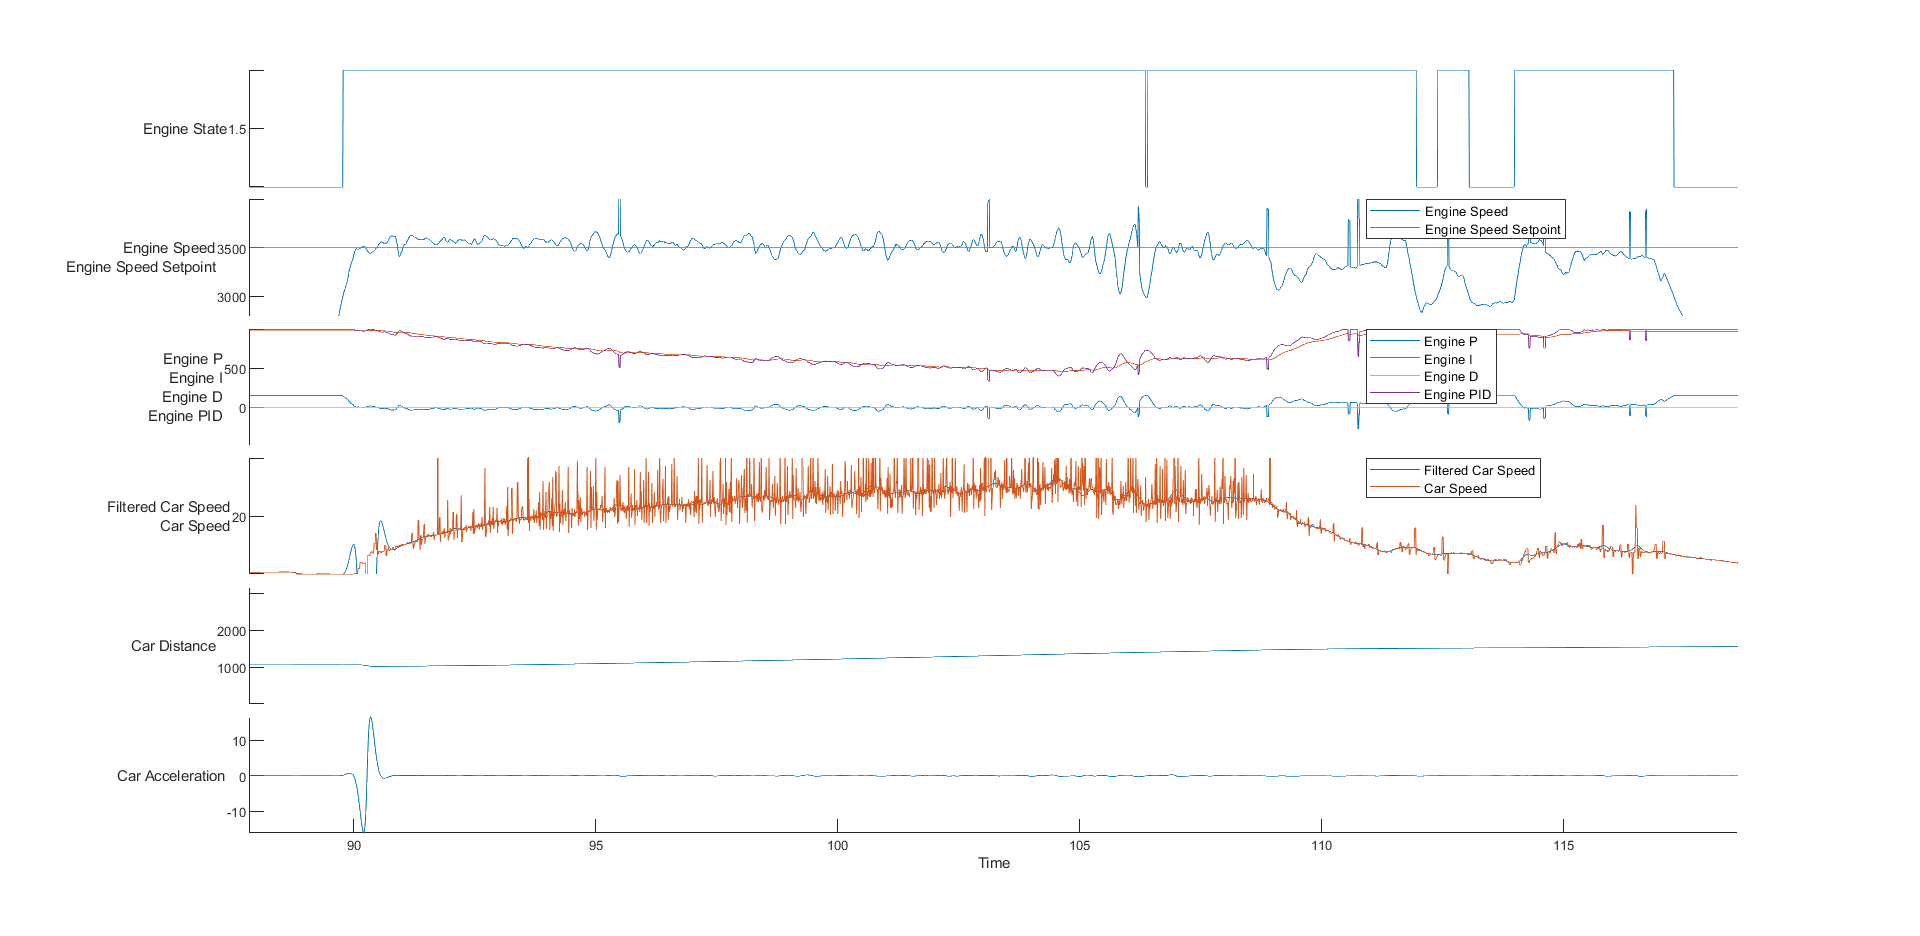 Engine State
1.5
Engine Speed
Engine Speed Setpoint
3500
3000
Engine Speed
Engine Speed Setpoint
Engine P
Engine I
Engine D
Engine PID
500
0
Engine P
Engine I
Engine D
Engine PID
Filtered Car Speed
Car Speed
20
Filtered Car Speed
Car Speed
Car Distance
2000
1000
Car Acceleration
10
0
-10
90 95 100 105 110 115
Time